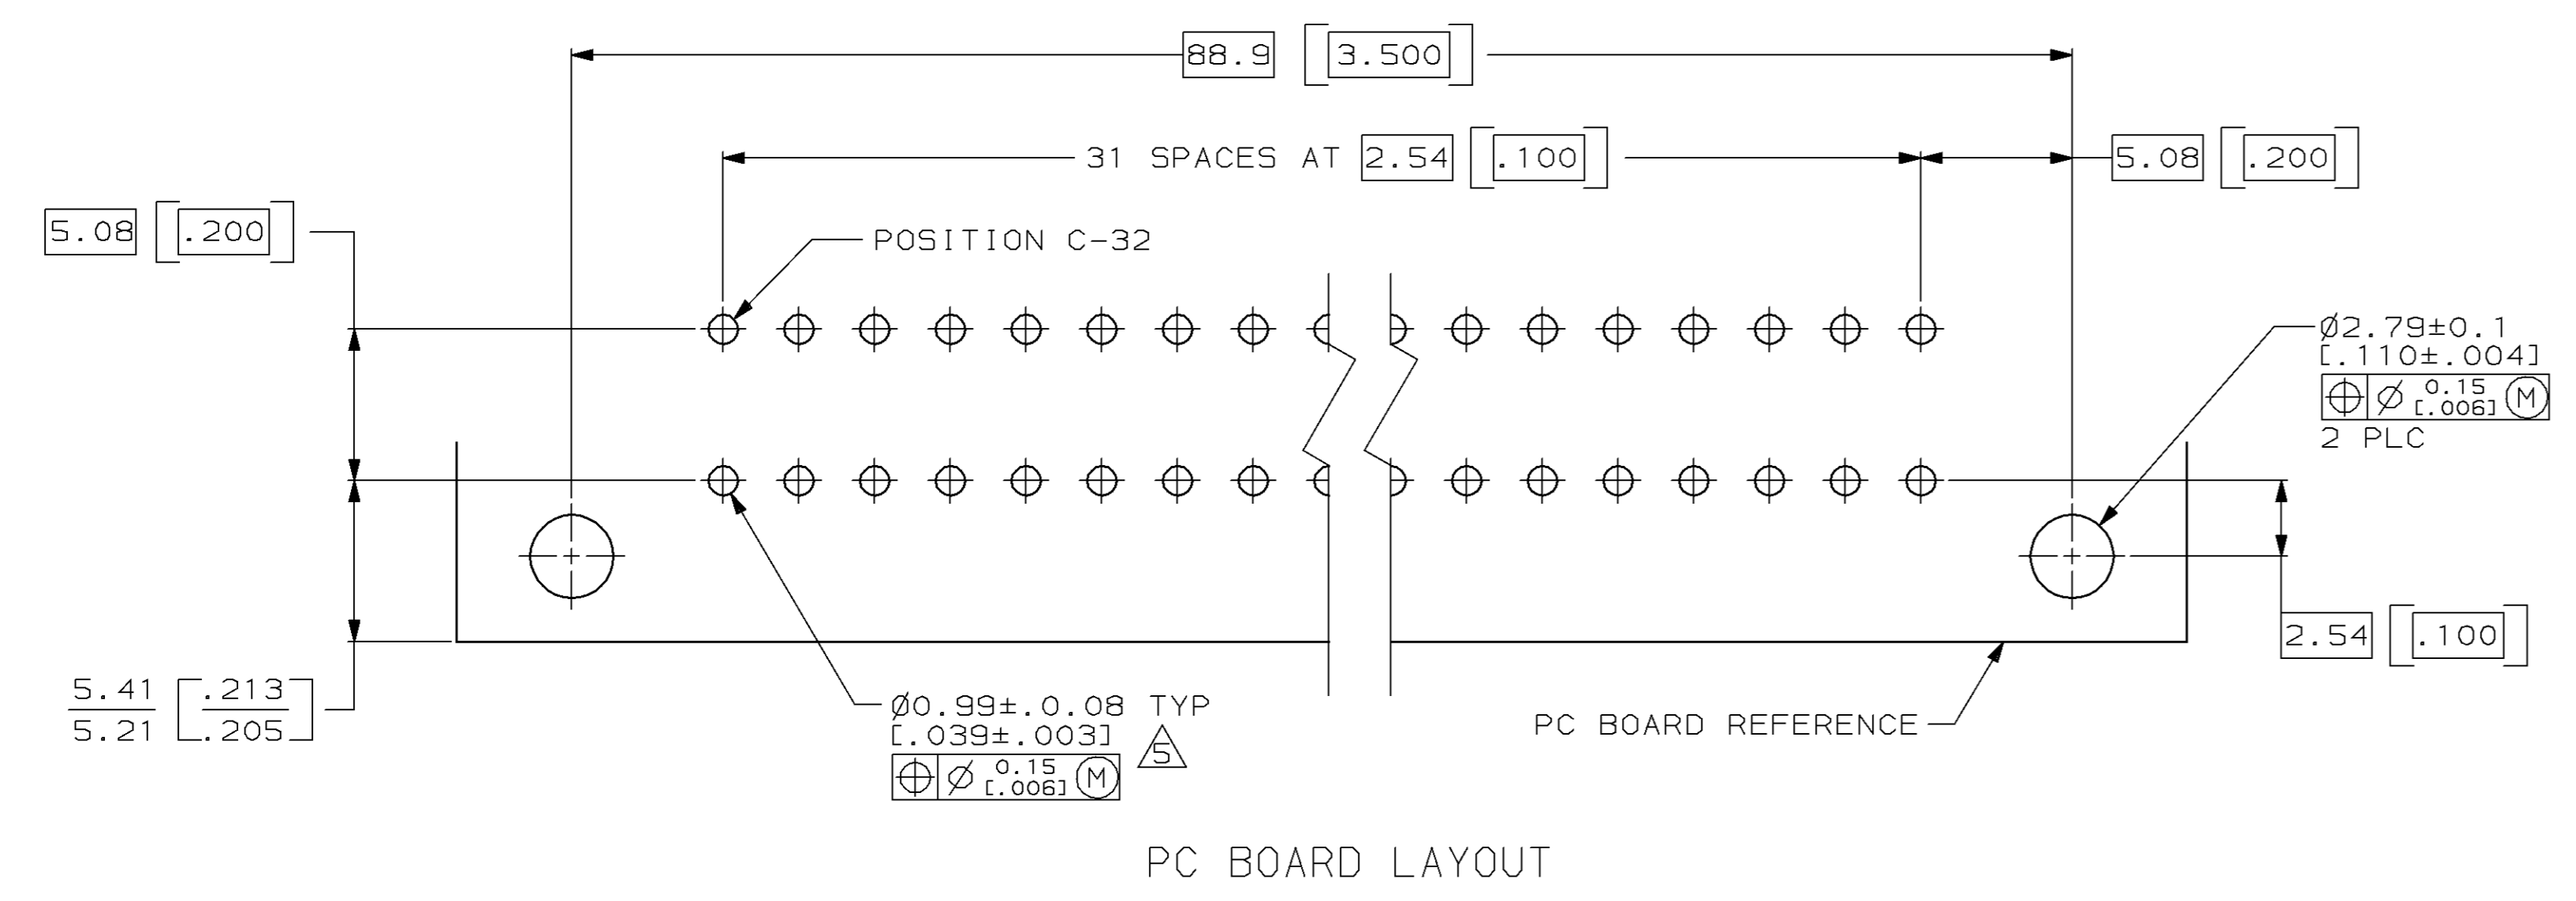 88.9 [3.500]
31 SPACES AT 2.54 [.100]
5.08 [.200]
5.08 [.200]
POSITION C-32
Ø2.79±0.1
[.110±.004]
⌖ Ø 0.15 Ⓜ
[.006]
2 PLC
2.54 [.100]
5.41 [.213
5.21 .205]
Ø0.99±.0.08 TYP
[.039±.003]
5
⌖ Ø 0.15 Ⓜ
[.006]
PC BOARD REFERENCE
PC BOARD LAYOUT